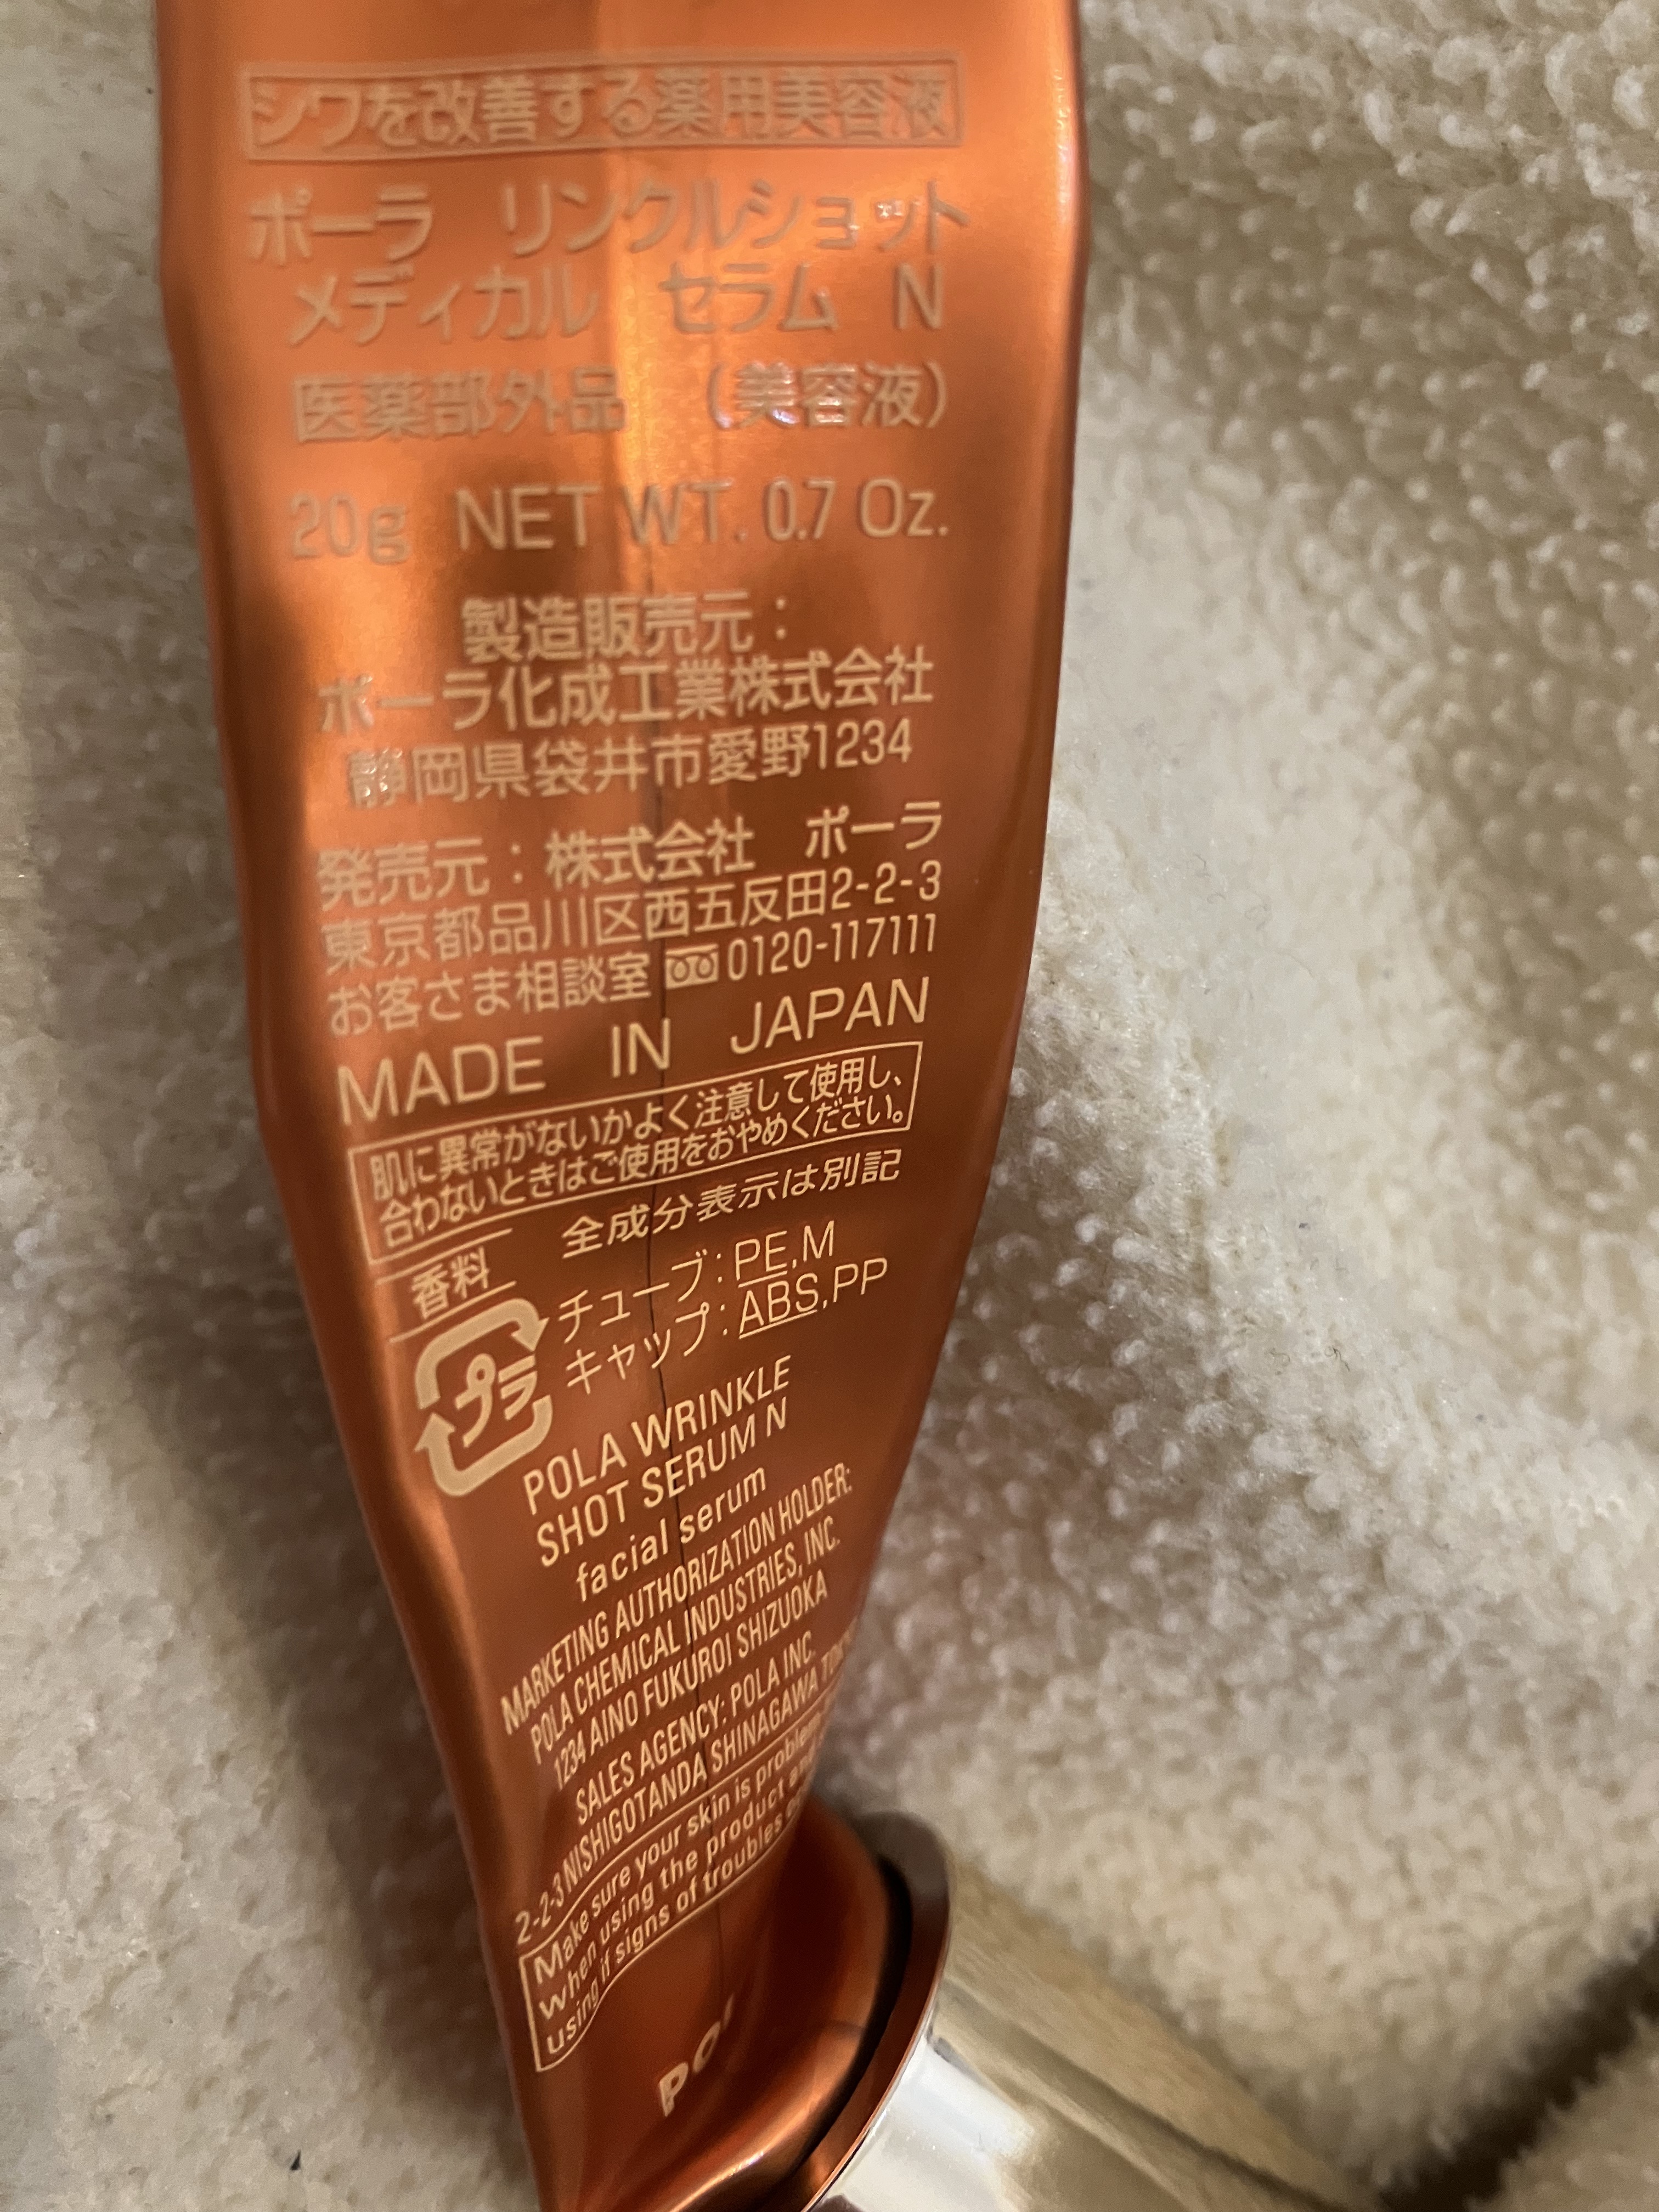 シワを改善する薬用美容液
ポーラ　リンクルショット
メディカル　セラム　N
医薬部外品　（美容液）
20g NET WT. 0.7 Oz.
製造販売元：
ポーラ化成工業株式会社
静岡県袋井市愛野1234
発売元：株式会社　ポーラ
東京都品川区西五反田2-2-3
お客さま相談室 0120-117111
MADE IN JAPAN
肌に異常がないかよく注意して使用し、
合わないときはご使用をおやめください。
全成分表示は別記
香料
チューブ：PE,M
キャップ：ABS,PP
プラ
POLA WRINKLE
SHOT SERUM N
facial serum
MARKETING AUTHORIZATION HOLDER:
POLA CHEMICAL INDUSTRIES, INC.
1234 AINO FUKUROI SHIZUOKA
SALES AGENCY: POLA INC.
2-2-3 NISHIGOTANDA SHINAGAWA
Make sure your skin is
when using the product
using if signs of troubles